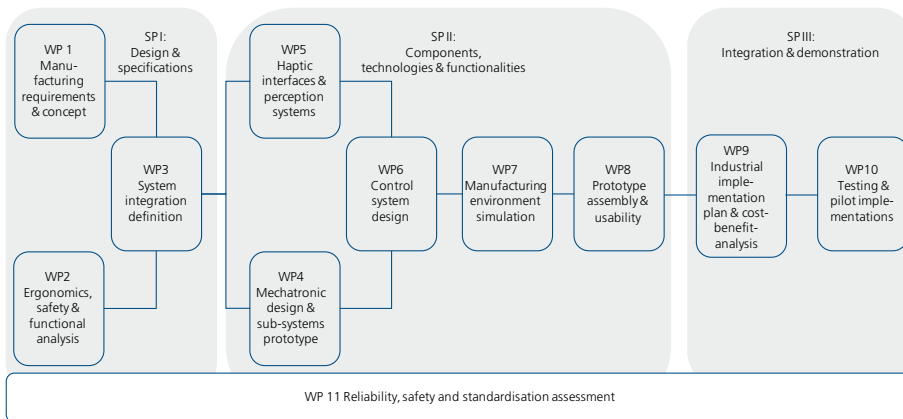 WP 1
Manu-
facturing
requirements
& concept
SP I:
Design &
specifications
WP2
Ergonomics,
safety &
functional
analysis
WP3
System
integration
definition
WP5
Haptic
interfaces &
perception
systems
SP II:
Components,
technologies & functionalities
WP4
Mechatronic
design &
sub-systems
prototype
WP6
Control
system
design
WP7
Manufacturing
environment
simulation
WP8
Prototype
assembly &
usability
SP III:
Integration & demonstration
WP9
Industrial
imple-
mentation
plan & cost-
benefit-
analysis
WP10
Testing &
pilot imple-
mentations
WP 11 Reliability, safety and standardisation assessment